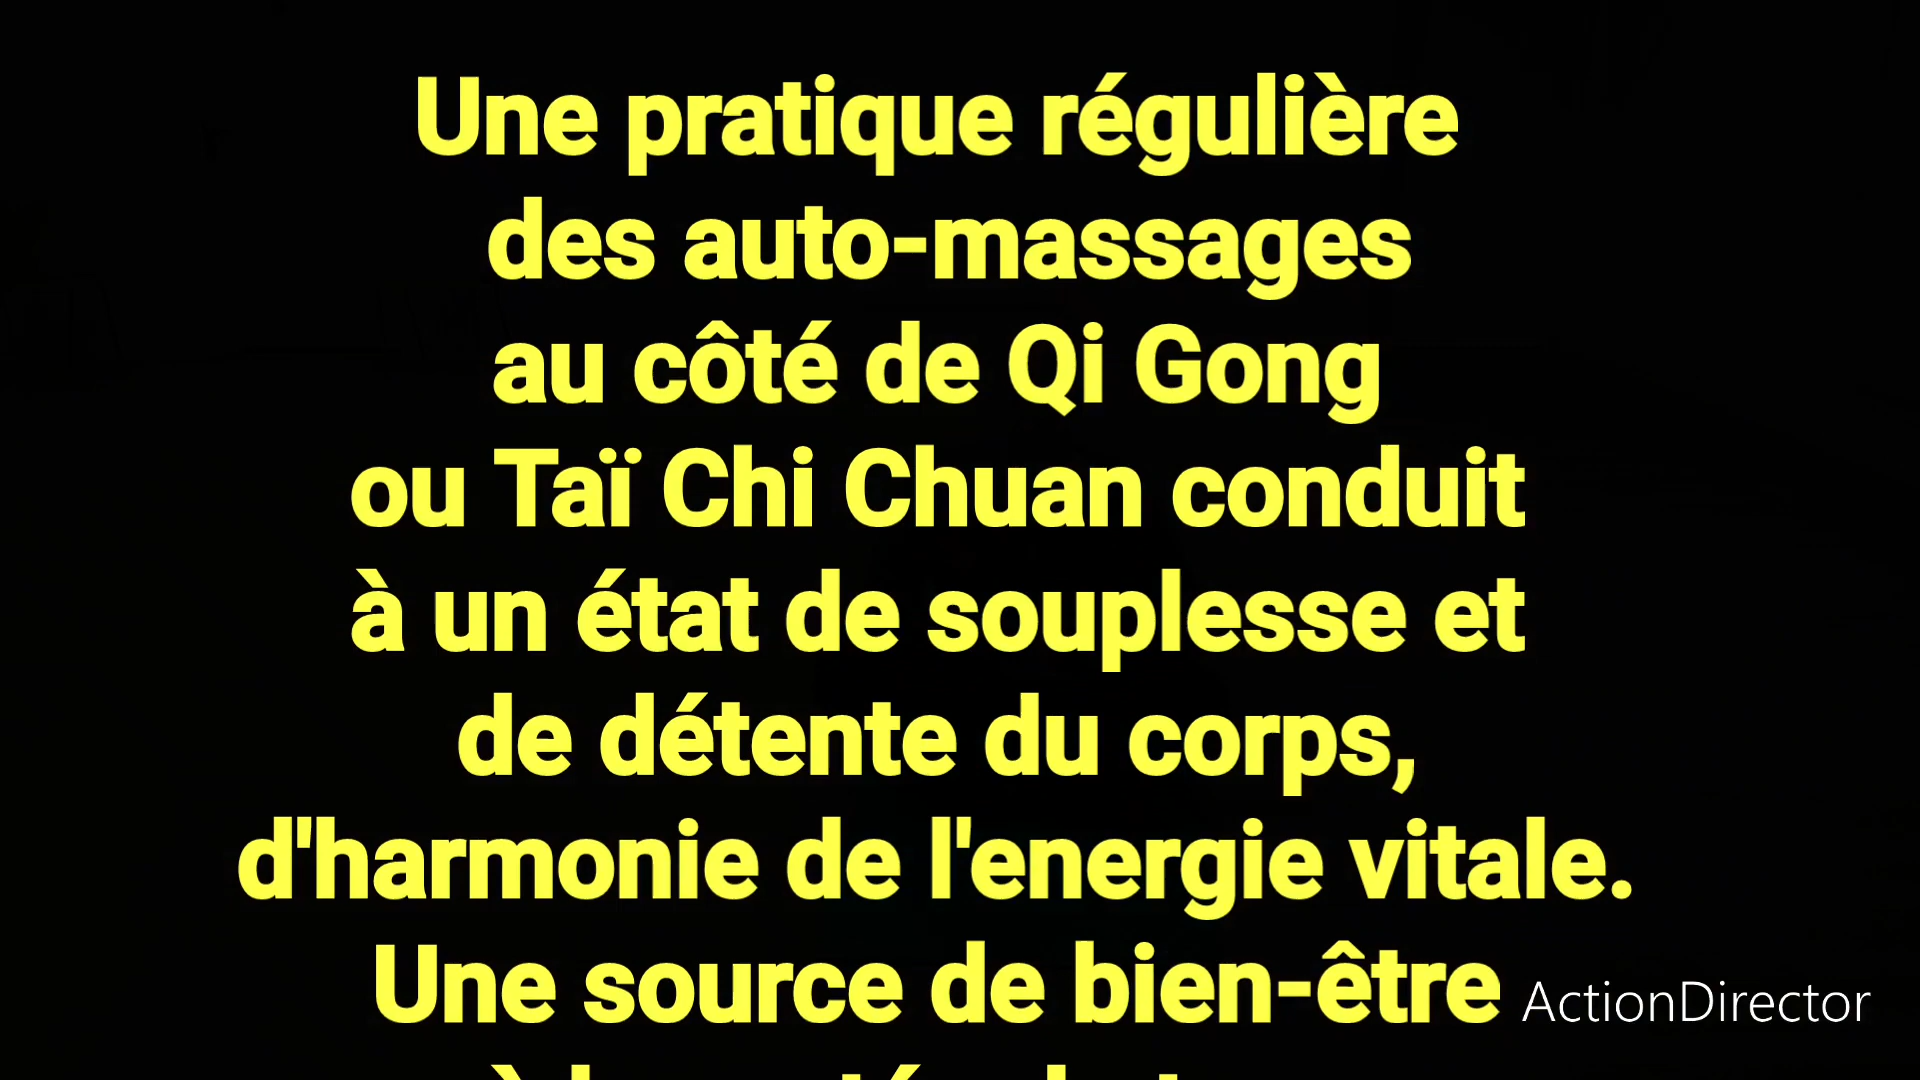 Une pratique régulière
des auto-massages
au côté de Qi Gong
ou Taï Chi Chuan conduit
à un état de souplesse et
de détente du corps,
d'harmonie de l'energie vitale.
Une source de bien-être
ActionDirector